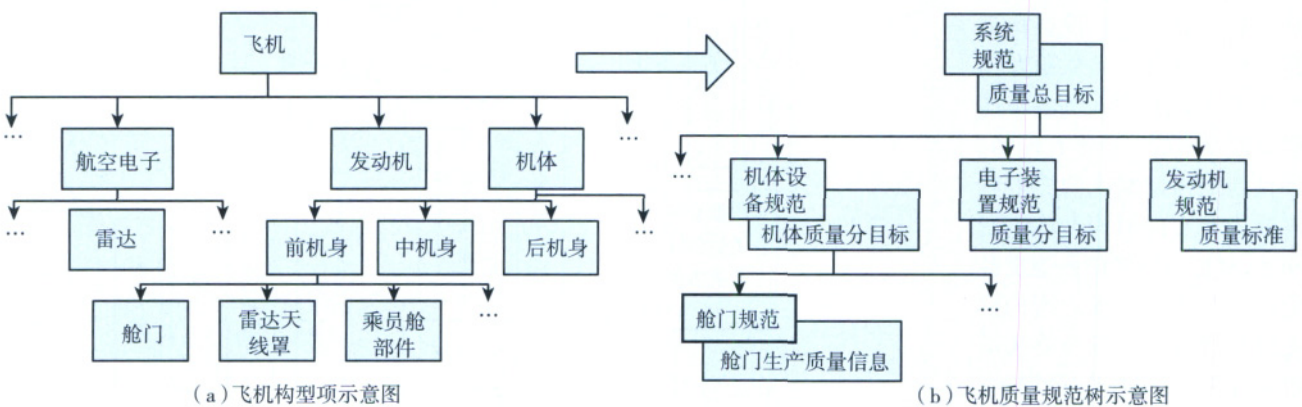 飞机
…
航空电子
发动机
机体
…
…
雷达
…
前机身
中机身
后机身
…
舱门
雷达天
线罩
乘员舱
部件
…
（a）飞机构型项示意图
系统
规范
质量总目标
…
机体设
备规范
机体质量分目标
电子装
置规范
质量分目标
发动机
规范
质量标准
舱门规范
舱门生产质量信息
…
（b）飞机质量规范树示意图